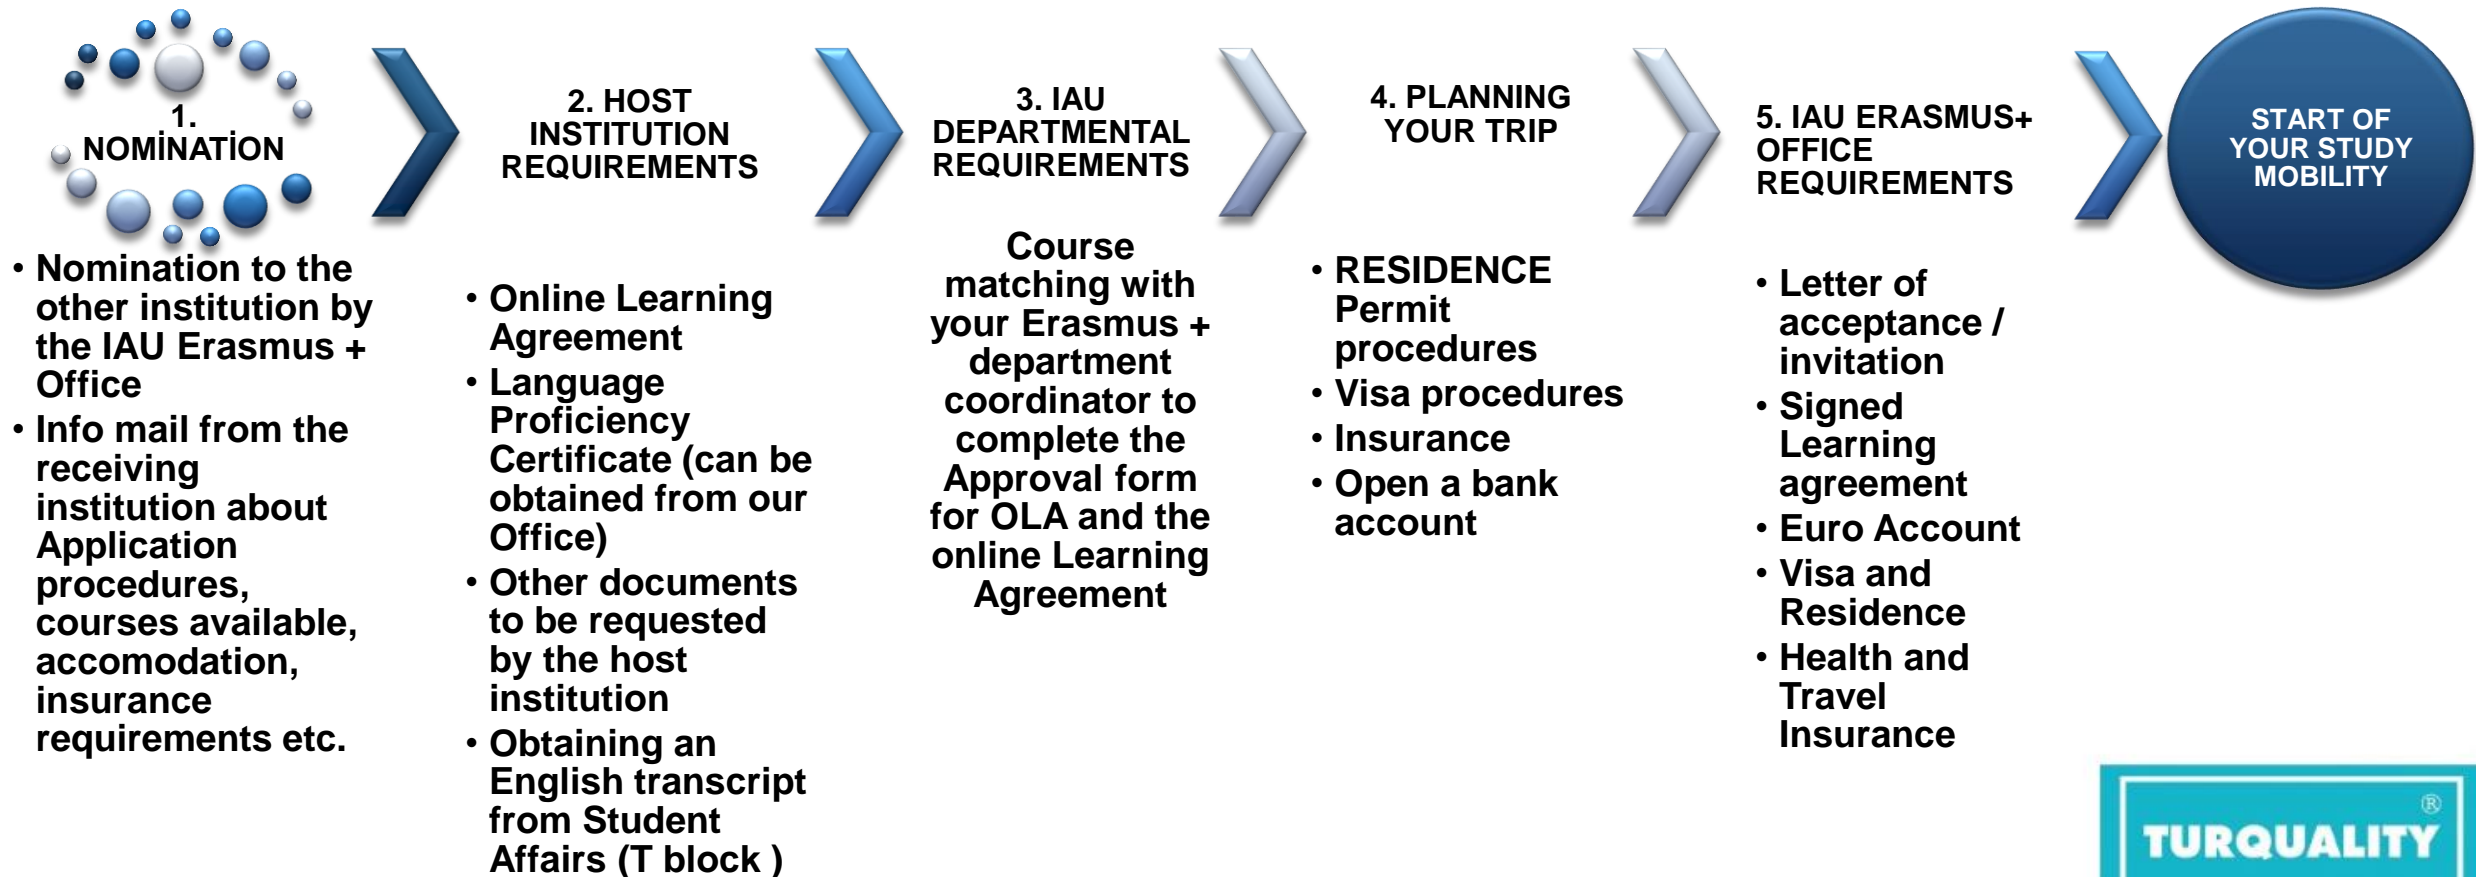 1.
NOMİNATİON
• Nomination to the
other institution by
the IAU Erasmus +
Office
• Info mail from the
receiving
institution about
Application
procedures,
courses available,
accomodation,
insurance
requirements etc.
2. HOST
INSTITUTION
REQUIREMENTS
• Online Learning
Agreement
• Language
Proficiency
Certificate (can be
obtained from our
Office)
• Other documents
to be requested
by the host
institution
• Obtaining an
English transcript
from Student
Affairs (T block )
3. IAU
DEPARTMENTAL
REQUIREMENTS
Course
matching with
your Erasmus +
department
coordinator to
complete the
Approval form
for OLA and the
online Learning
Agreement
4. PLANNING
YOUR TRIP
• RESIDENCE
Permit
procedures
• Visa procedures
• Insurance
• Open a bank
account
5. IAU ERASMUS+
OFFICE
REQUIREMENTS
• Letter of
acceptance /
invitation
• Signed
Learning
agreement
• Euro Account
• Visa and
Residence
• Health and
Travel
Insurance
START OF
YOUR STUDY
MOBILITY
®
TURQUALITY